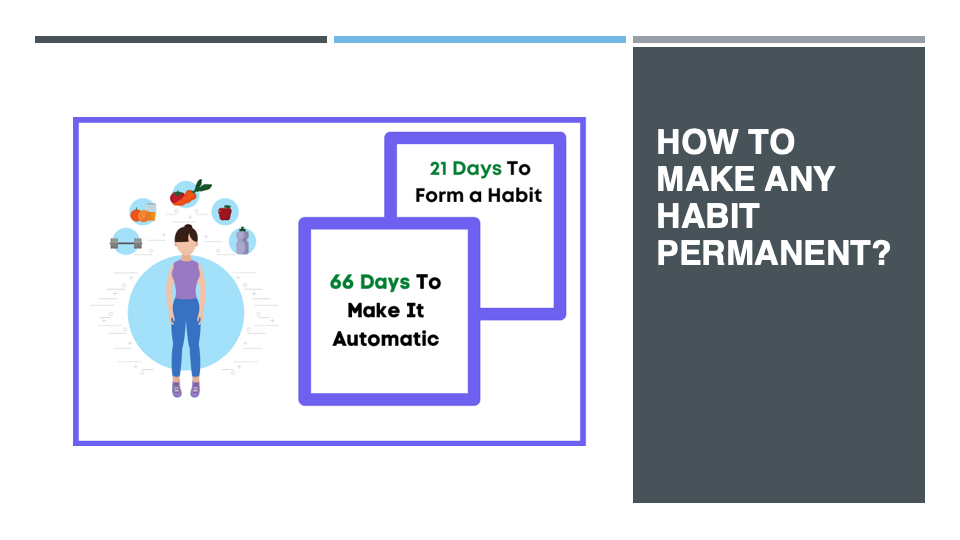 21 Days To
Form a Habit
66 Days To
Make It
Automatic
HOW TO
MAKE ANY
HABIT
PERMANENT?